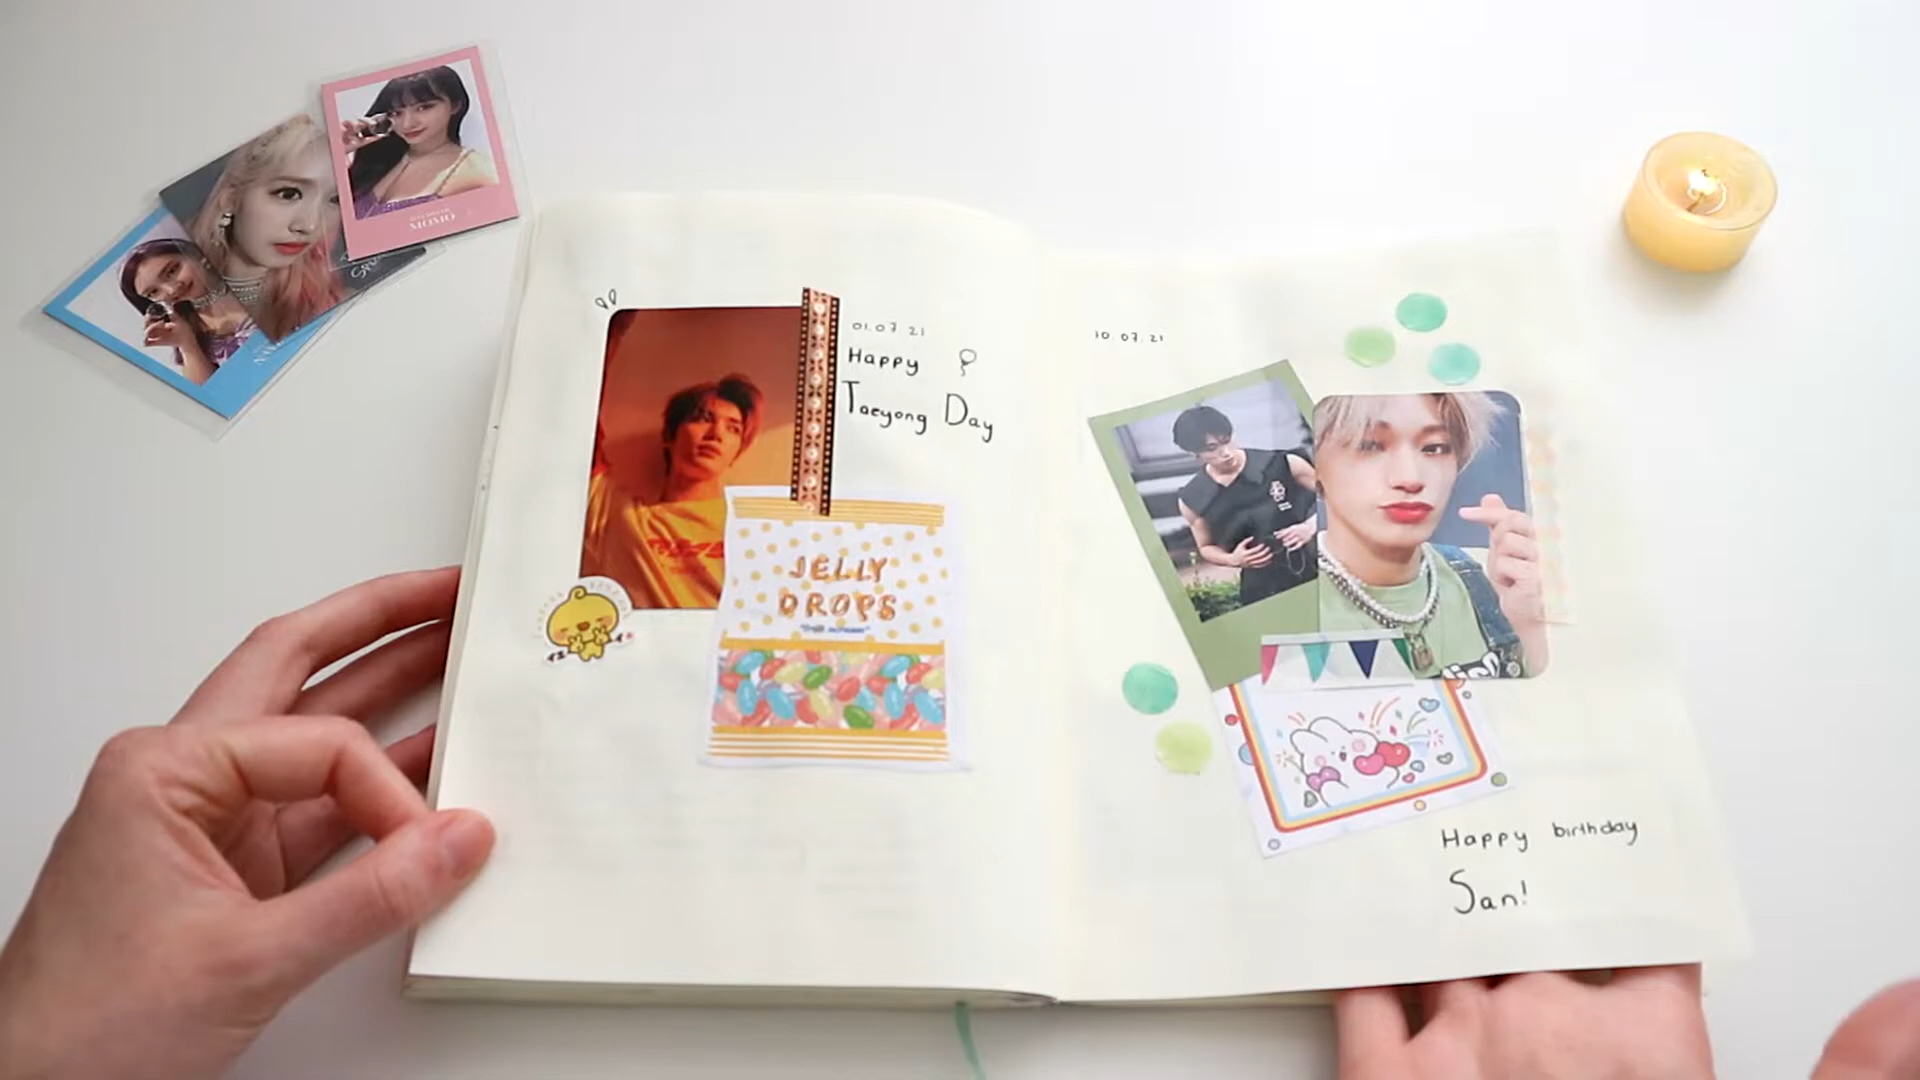 MOMO
01.07 21
Happy
Taeyong Day
JELLY
DROPS
10.07.21
Happy birthday
San!